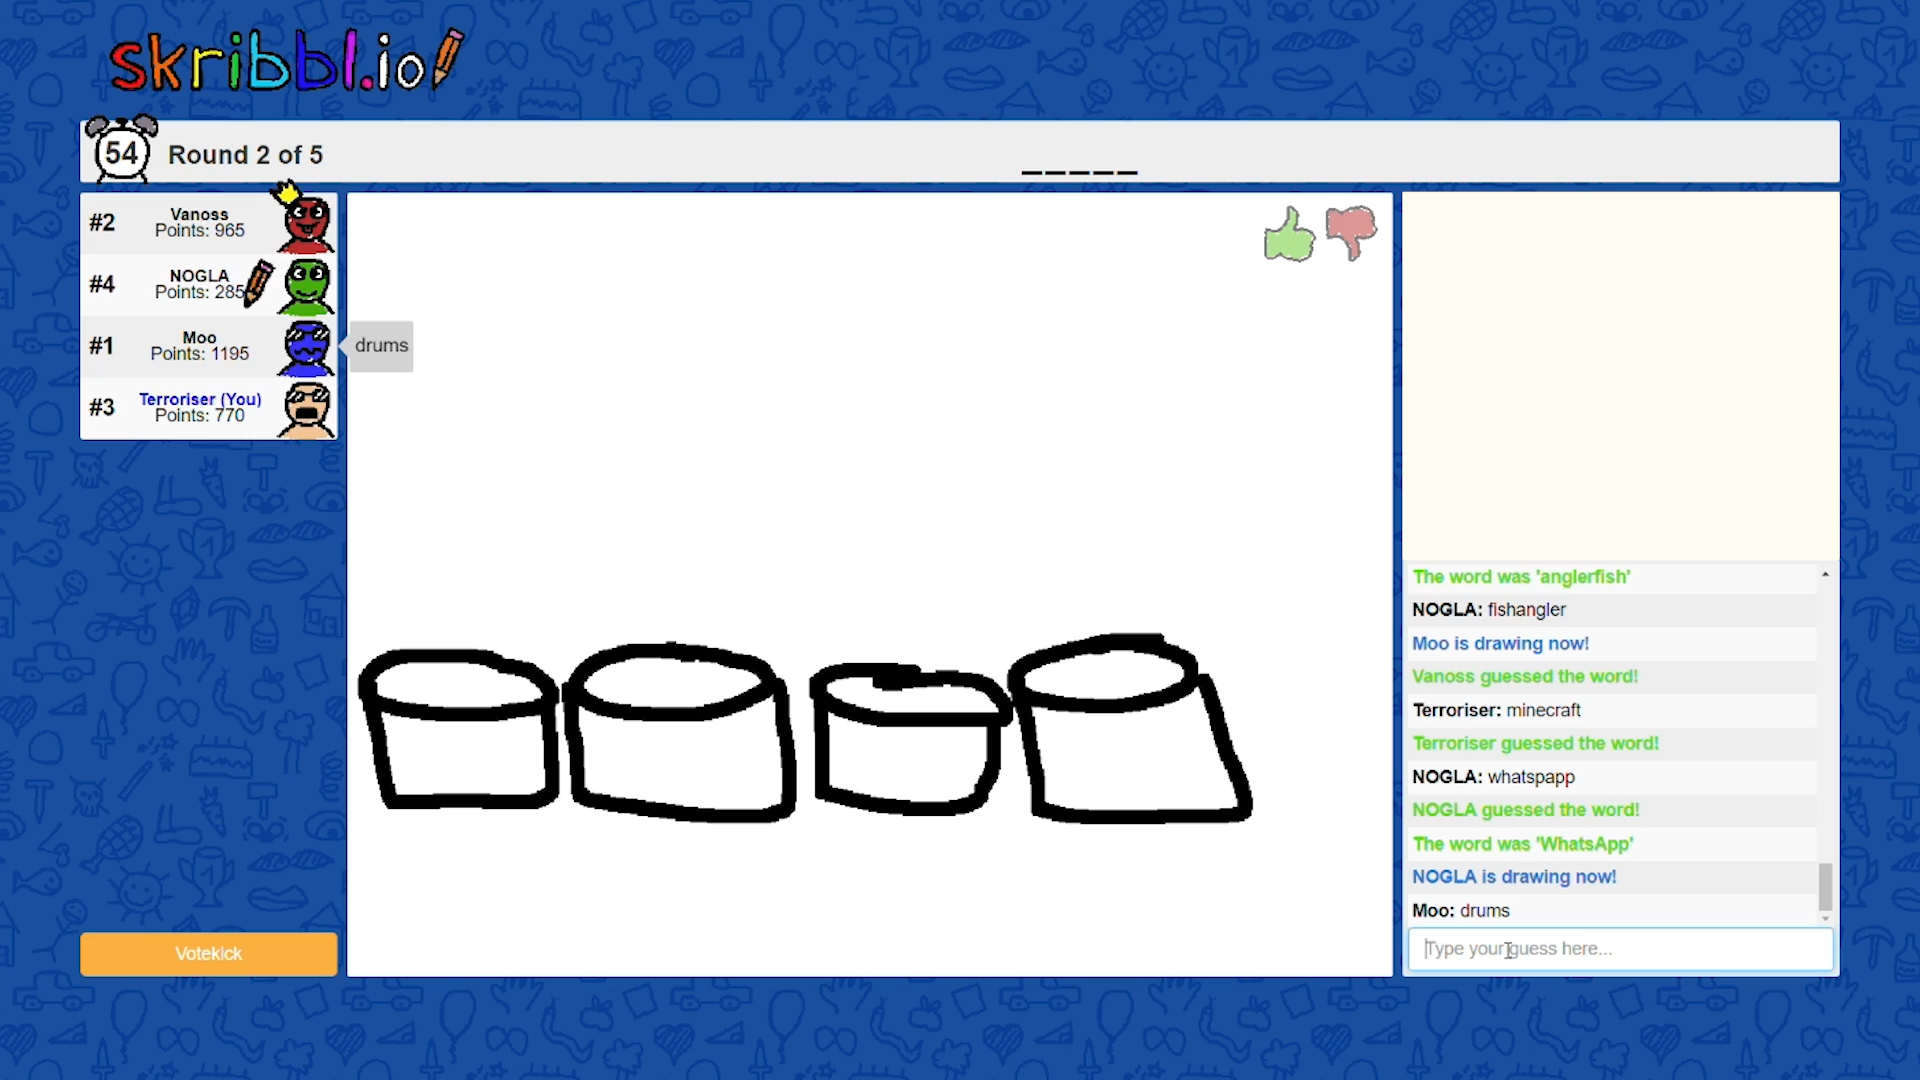 skribbl.io
54
Round 2 of 5
_ _ _ _ _
#2
Vanoss
Points: 965
#4
NOGLA
Points: 285
#1
Moo
Points: 1195
drums
#3
Terroriser (You)
Points: 770
Votekick
The word was 'anglerfish'
NOGLA: fishangler
Moo is drawing now!
Vanoss guessed the word!
Terroriser: minecraft
Terroriser guessed the word!
NOGLA: whatspapp
NOGLA guessed the word!
The word was 'WhatsApp'
NOGLA is drawing now!
Moo: drums
Type your guess here...